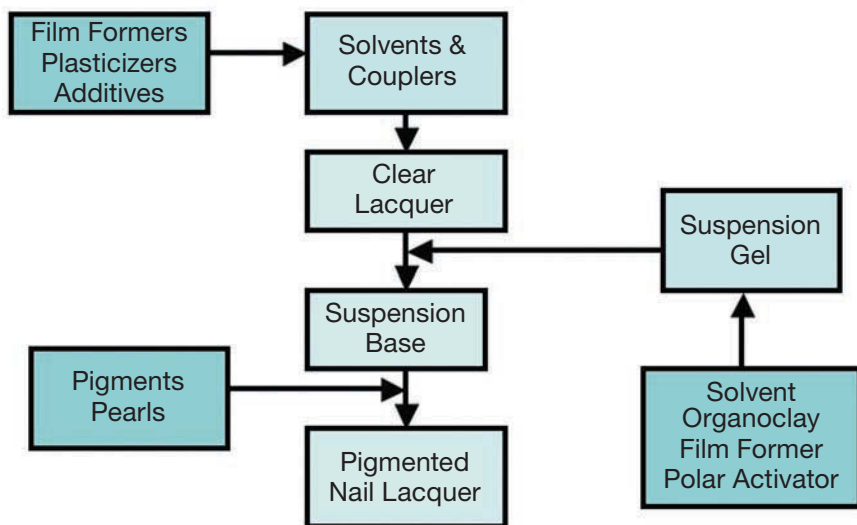 Film Formers
Plasticizers
Additives
Solvents &
Couplers
Clear
Lacquer
Suspension
Gel
Suspension
Base
Pigments
Pearls
Solvent
Organoclay
Film Former
Polar Activator
Pigmented
Nail Lacquer